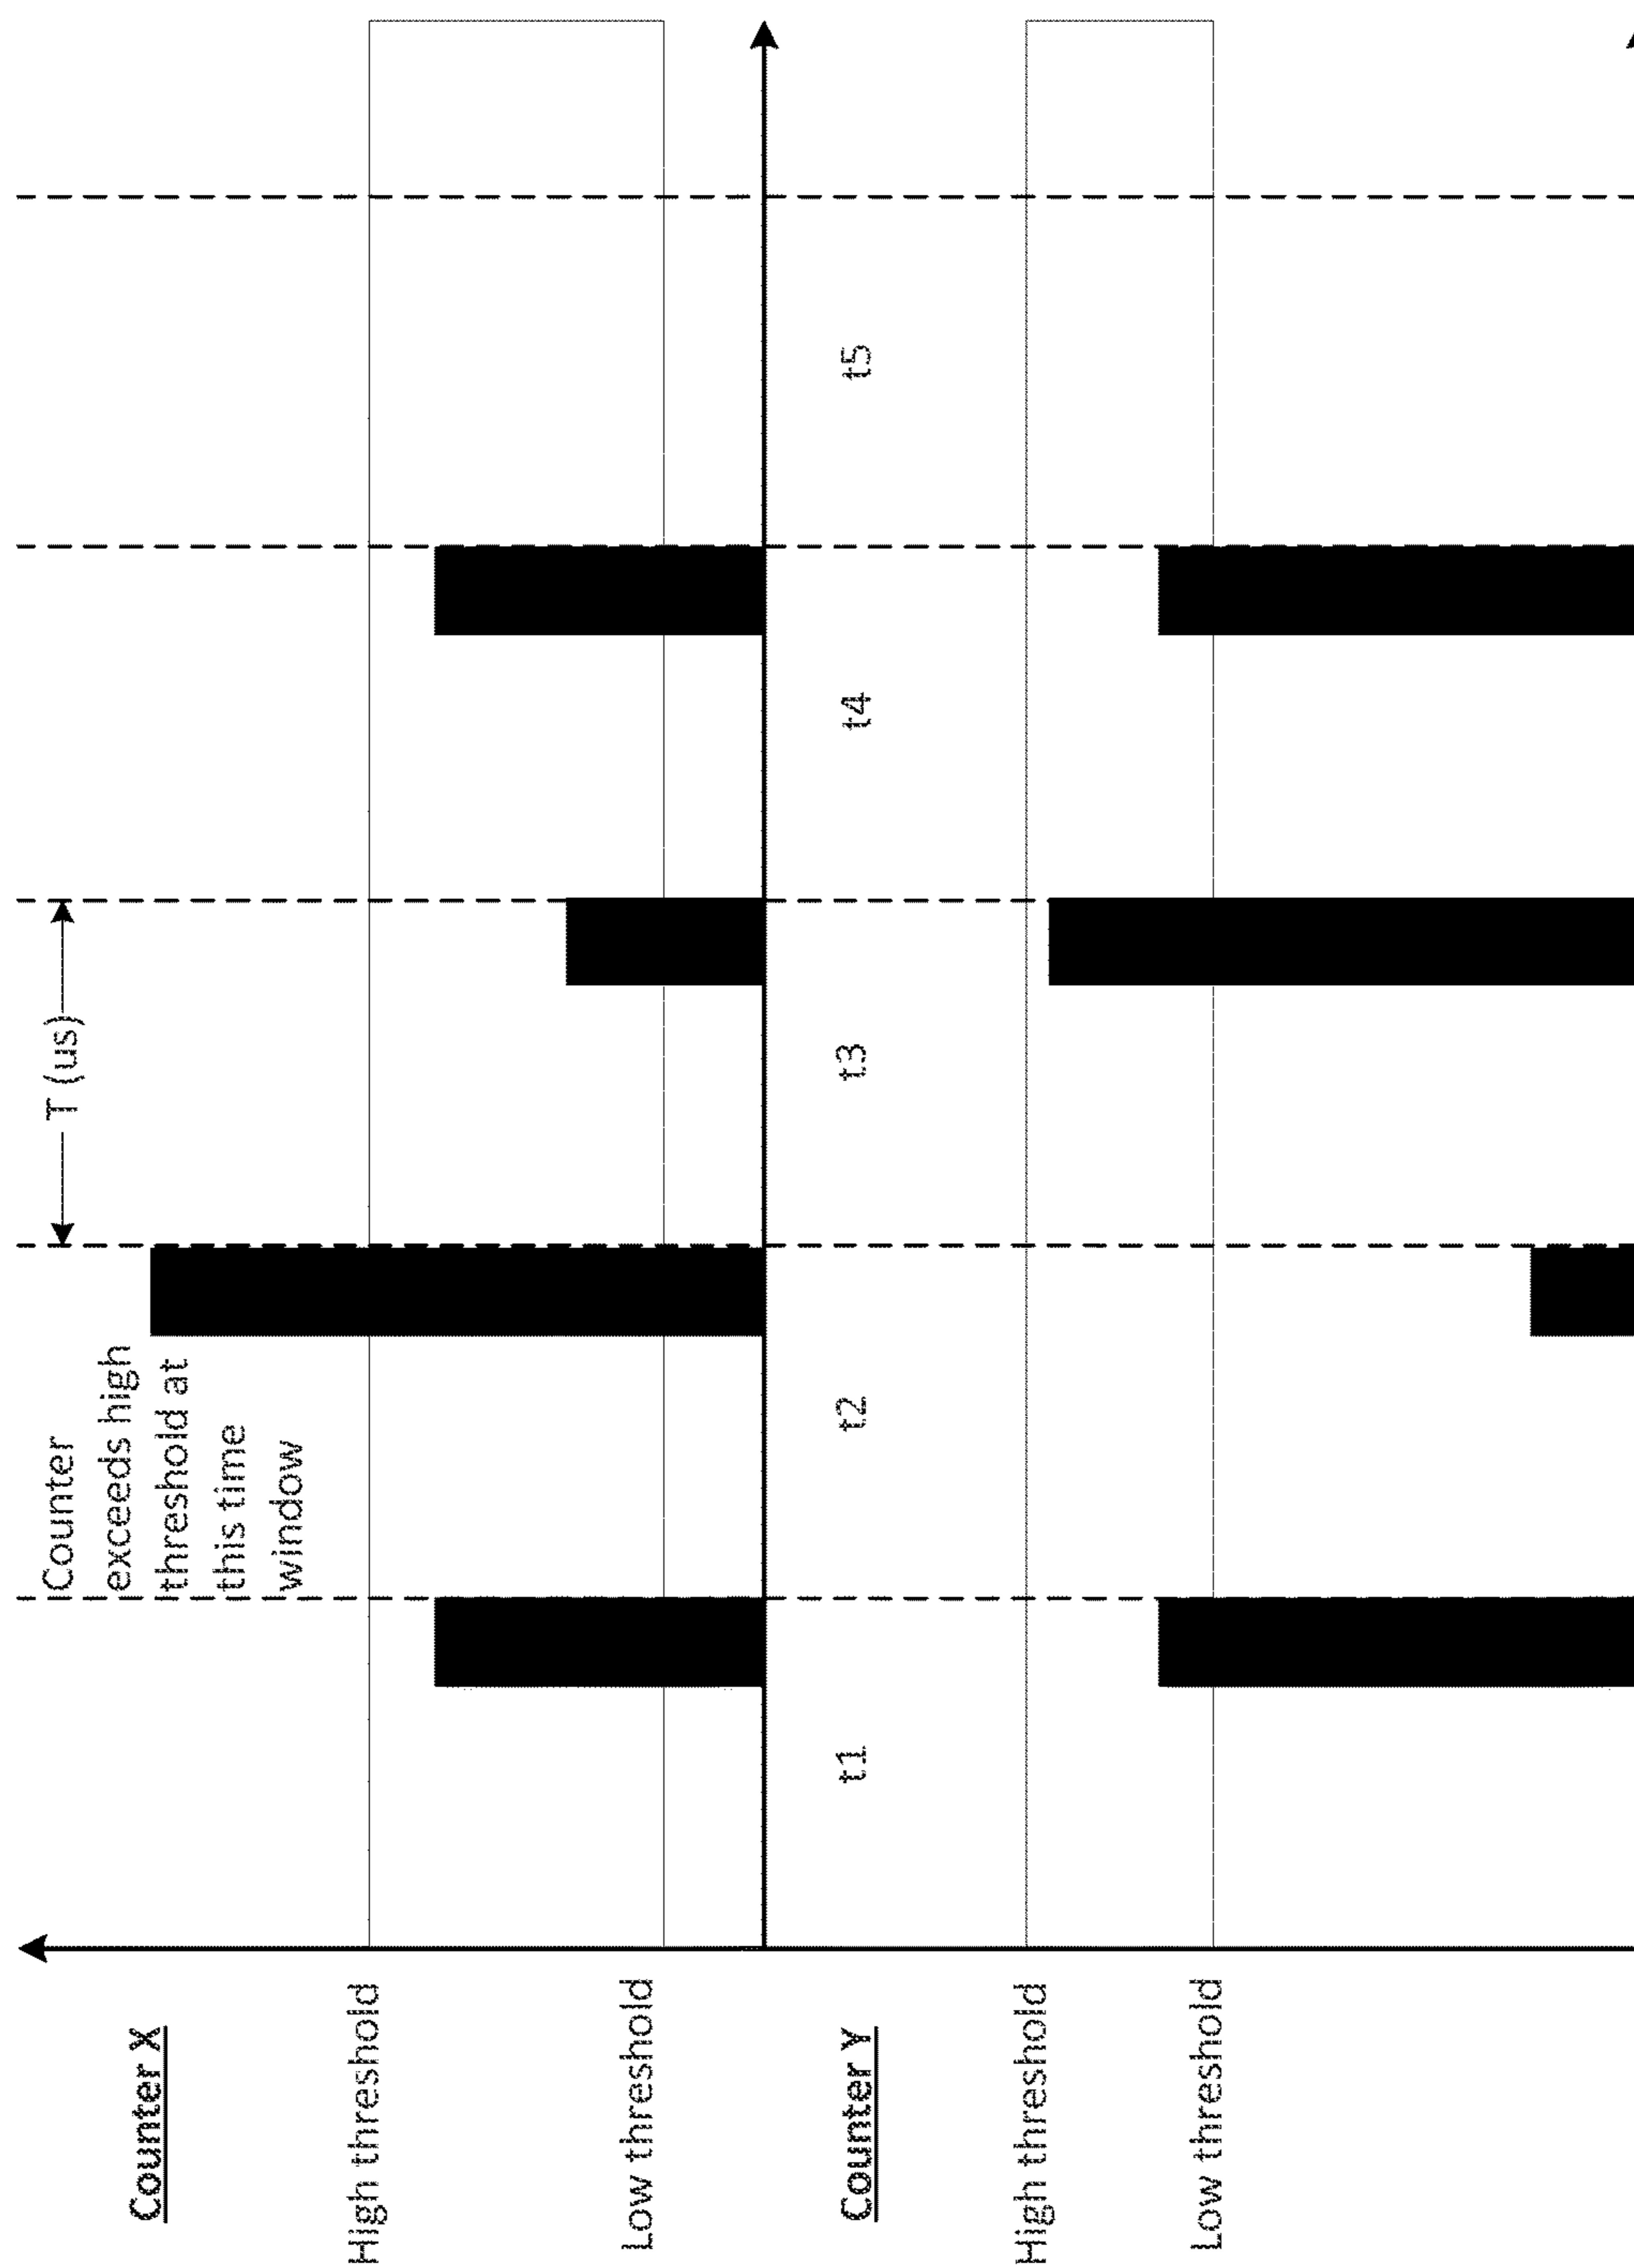 Counter X
High threshold
Low threshold
Counter
exceeds high
threshold at
this time
window
T (us)
t1
t2
t3
t4
t5
Counter Y
High threshold
Low threshold